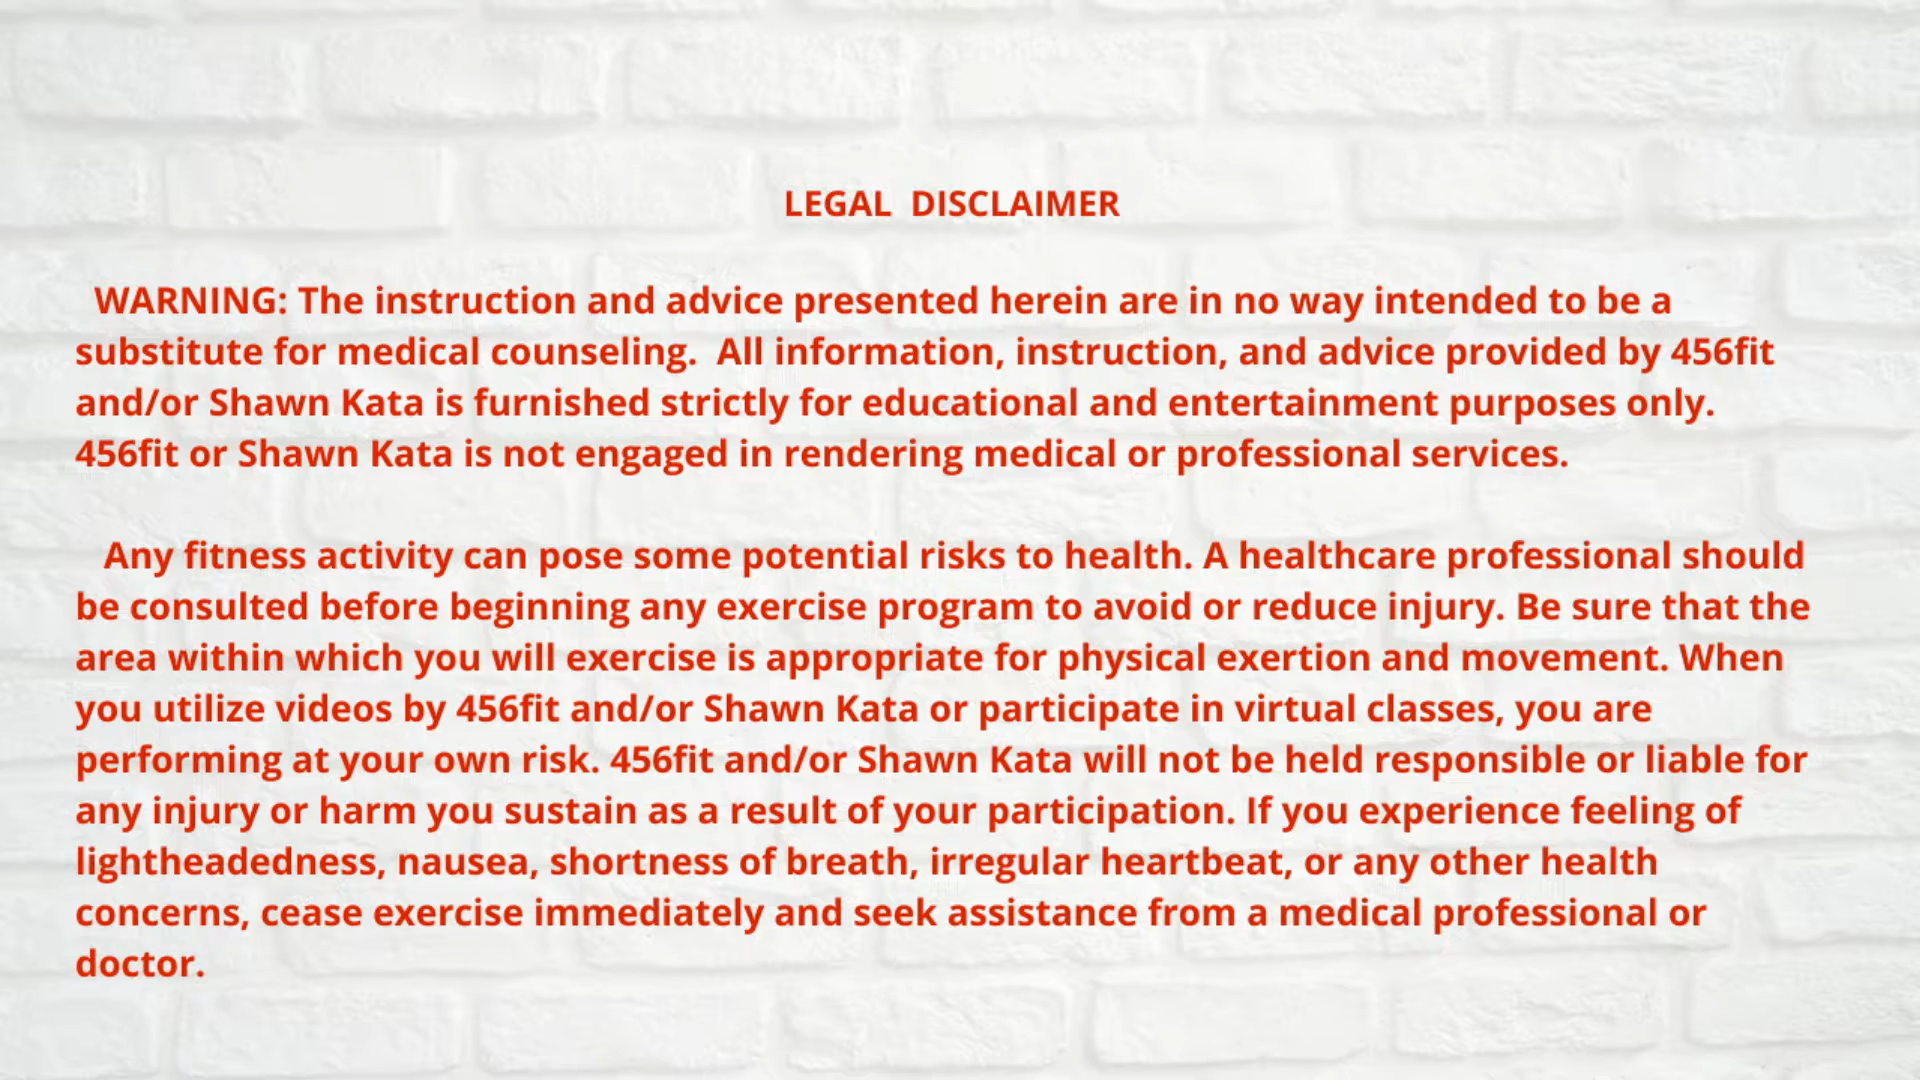 LEGAL  DISCLAIMER
WARNING: The instruction and advice presented herein are in no way intended to be a
substitute for medical counseling.  All information, instruction, and advice provided by 456fit
and/or Shawn Kata is furnished strictly for educational and entertainment purposes only.
456fit or Shawn Kata is not engaged in rendering medical or professional services.
Any fitness activity can pose some potential risks to health. A healthcare professional should
be consulted before beginning any exercise program to avoid or reduce injury. Be sure that the
area within which you will exercise is appropriate for physical exertion and movement. When
you utilize videos by 456fit and/or Shawn Kata or participate in virtual classes, you are
performing at your own risk. 456fit and/or Shawn Kata will not be held responsible or liable for
any injury or harm you sustain as a result of your participation. If you experience feeling of
lightheadedness, nausea, shortness of breath, irregular heartbeat, or any other health
concerns, cease exercise immediately and seek assistance from a medical professional or
doctor.